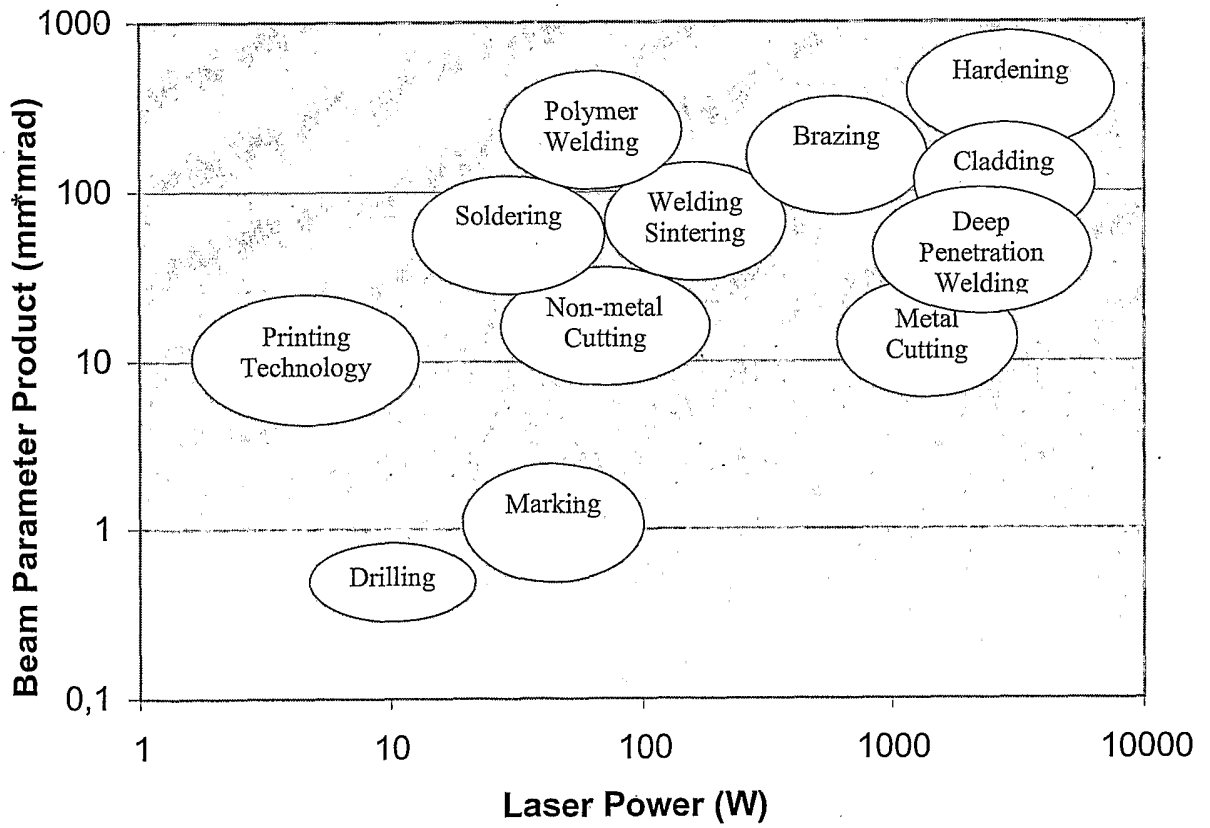 Beam Parameter Product (mm*mrad)
1000
100
10
1
0,1
Hardening
Polymer
Welding
Brazing
Cladding
Soldering
Welding
Sintering
Deep
Penetration
Welding
Non-metal
Cutting
Metal
Cutting
Printing
Technology
Marking
Drilling
1
10
100
1000
10000
Laser Power (W)